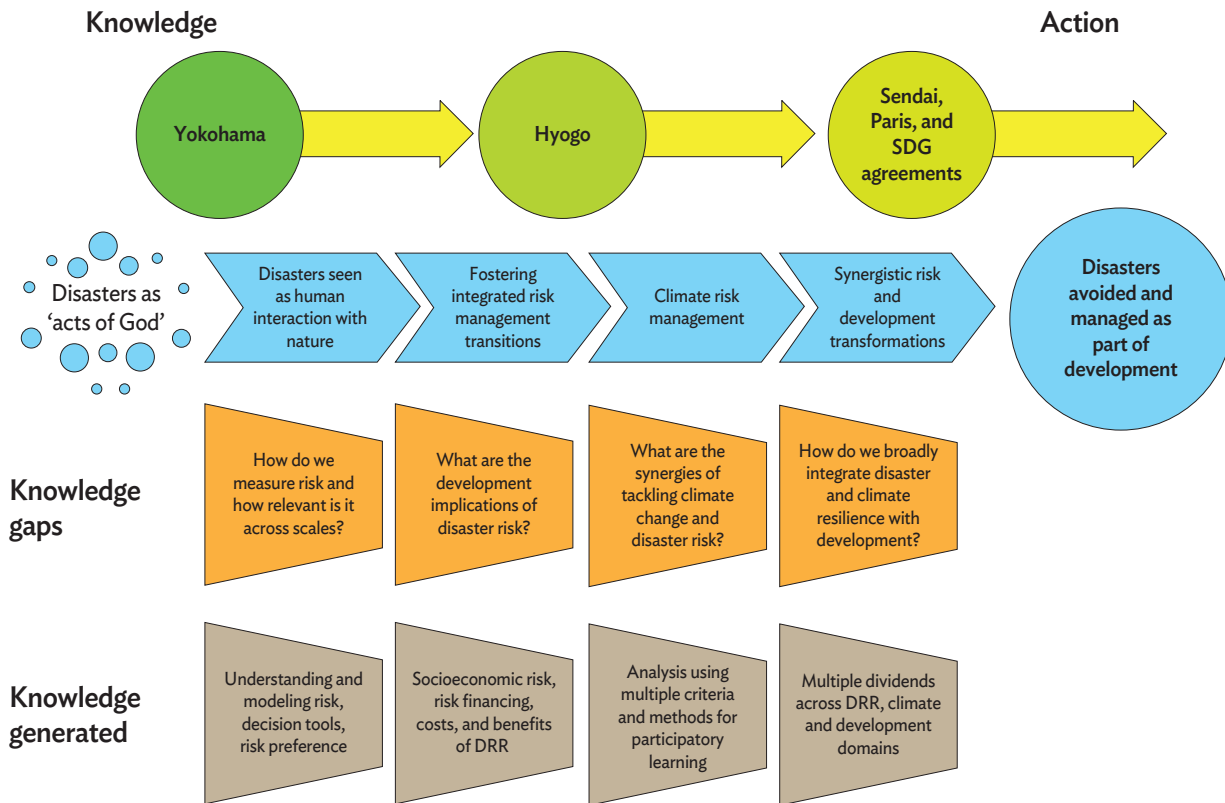 Knowledge
Action
Yokohama
Hyogo
Sendai,
Paris, and
SDG
agreements
Disasters as
'acts of God'
Disasters seen
as human
interaction with
nature
Fostering
integrated risk
management
transitions
Climate risk
management
Synergistic risk
and
development
transformations
Disasters
avoided and
managed as
part of
development
Knowledge
gaps
How do we
measure risk and
how relevant is it
across scales?
What are the
development
implications of
disaster risk?
What are the
synergies of
tackling climate
change and
disaster risk?
How do we broadly
integrate disaster
and climate
resilience with
development?
Knowledge
generated
Understanding and
modeling risk,
decision tools,
risk preference
Socioeconomic risk,
risk financing,
costs, and benefits
of DRR
Analysis using
multiple criteria
and methods for
participatory
learning
Multiple dividends
across DRR, climate
and development
domains